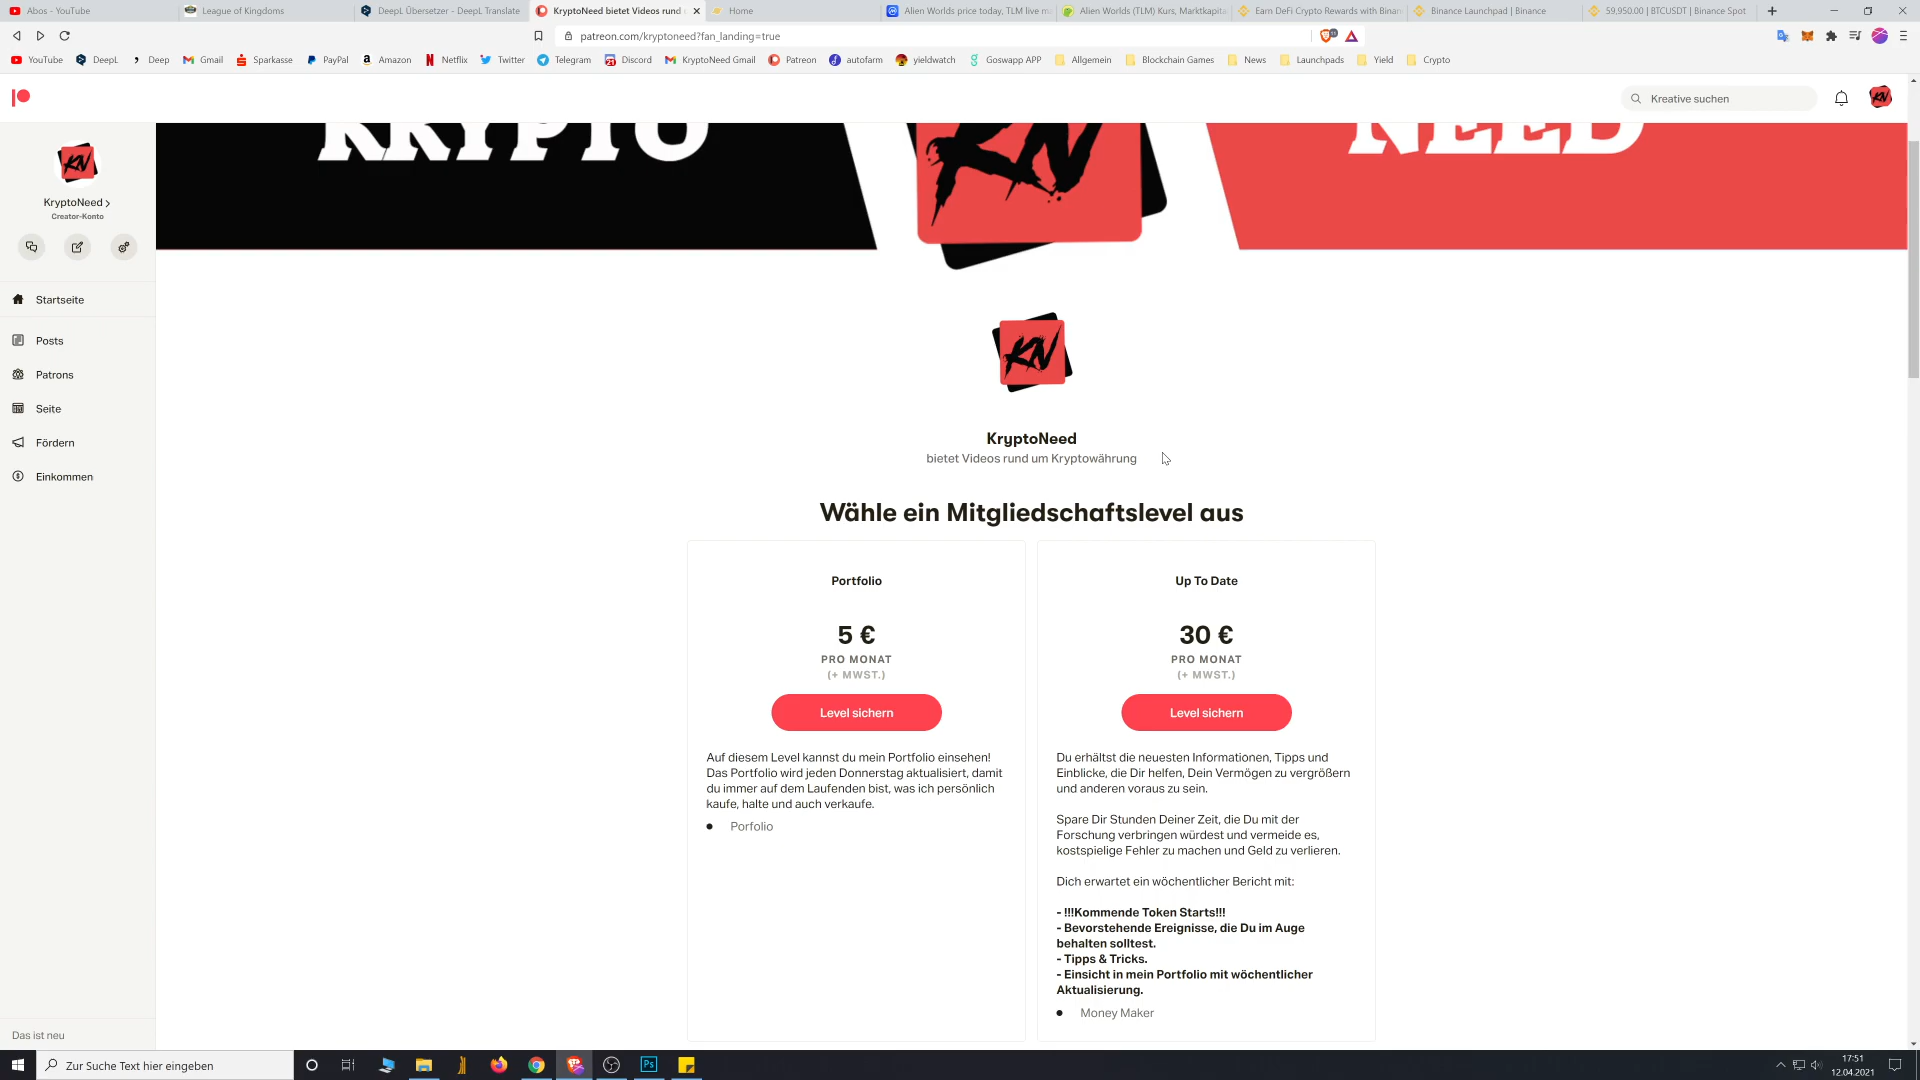 Abos - YouTube
League of Kingdoms
DeepL Übersetzer - DeepL Translate
KryptoNeed bietet Videos rund
Home
Alien Worlds price today, TLM live m
Alien Worlds (TLM) Kurs, Marktkapita
Earn DeFi Crypto Rewards with Binan
Binance Launchpad | Binance
59,950.00 | BTCUSDT | Binance Spot
patreon.com/kryptoneed?fan_landing=true
YouTube
DeepL
Deep
Gmail
Sparkasse
PayPal
Amazon
Netflix
Twitter
Telegram
Discord
KryptoNeed Gmail
Patreon
autofarm
yieldwatch
Goswapp APP
Allgemein
Blockchain Games
News
Launchpads
Yield
Crypto
Kreative suchen
KRYPTO
KN
NEED
KN
KryptoNeed
Creator-Konto
Startseite
Posts
Patrons
Seite
Fördern
Einkommen
KN
KryptoNeed
bietet Videos rund um Kryptowährung
Wähle ein Mitgliedschaftslevel aus
Portfolio
5 €
PRO MONAT
(+ MWST.)
Level sichern
Auf diesem Level kannst du mein Portfolio einsehen!
Das Portfolio wird jeden Donnerstag aktualisiert, damit
du immer auf dem Laufenden bist, was ich persönlich
kaufe, halte und auch verkaufe.
Porfolio
Up To Date
30 €
PRO MONAT
(+ MWST.)
Level sichern
Du erhältst die neuesten Informationen, Tipps und
Einblicke, die Dir helfen, Dein Vermögen zu vergrößern
und anderen voraus zu sein.
Spare Dir Stunden Deiner Zeit, die Du mit der
Forschung verbringen würdest und vermeide es,
kostspielige Fehler zu machen und Geld zu verlieren.
Dich erwartet ein wöchentlicher Bericht mit:
- !!!Kommende Token Starts!!!
- Bevorstehende Ereignisse, die Du im Auge
behalten solltest.
- Tipps & Tricks.
- Einsicht in mein Portfolio mit wöchentlicher
Aktualisierung.
Money Maker
Das ist neu
Zur Suche Text hier eingeben
Ps
17:51
12.04.2021